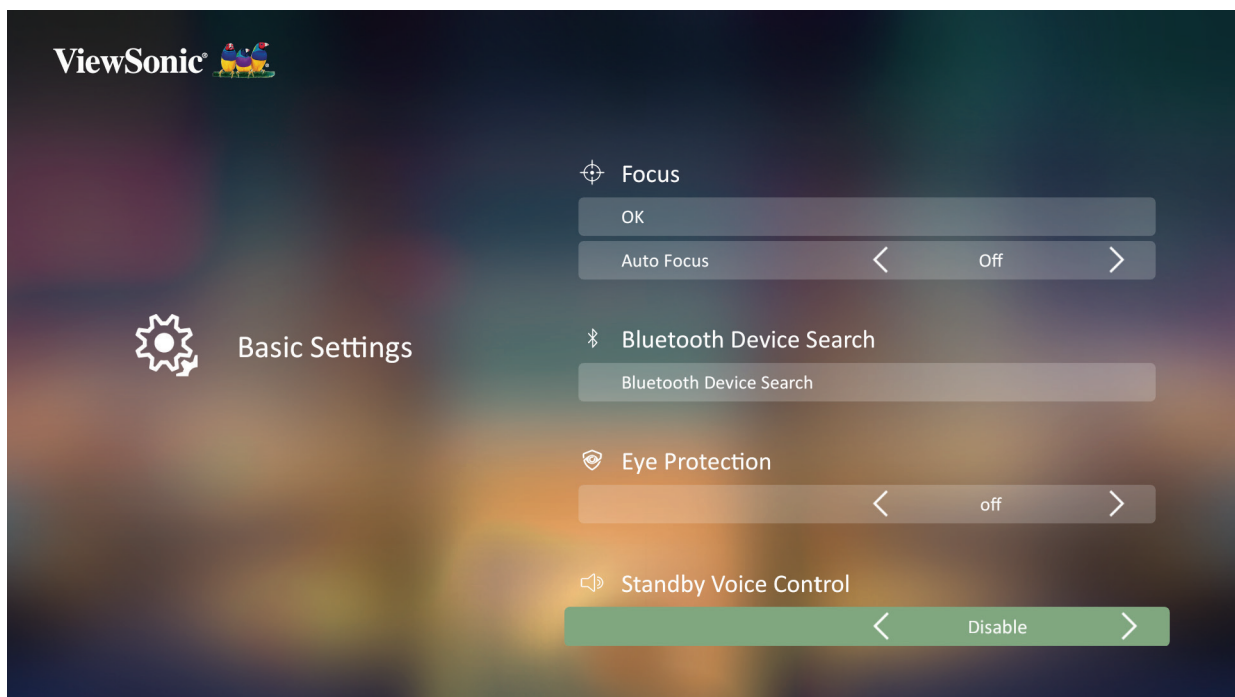 ViewSonic®
Focus
OK
Auto Focus Off
Basic Settings
Bluetooth Device Search
Bluetooth Device Search
Eye Protection
off
Standby Voice Control
Disable